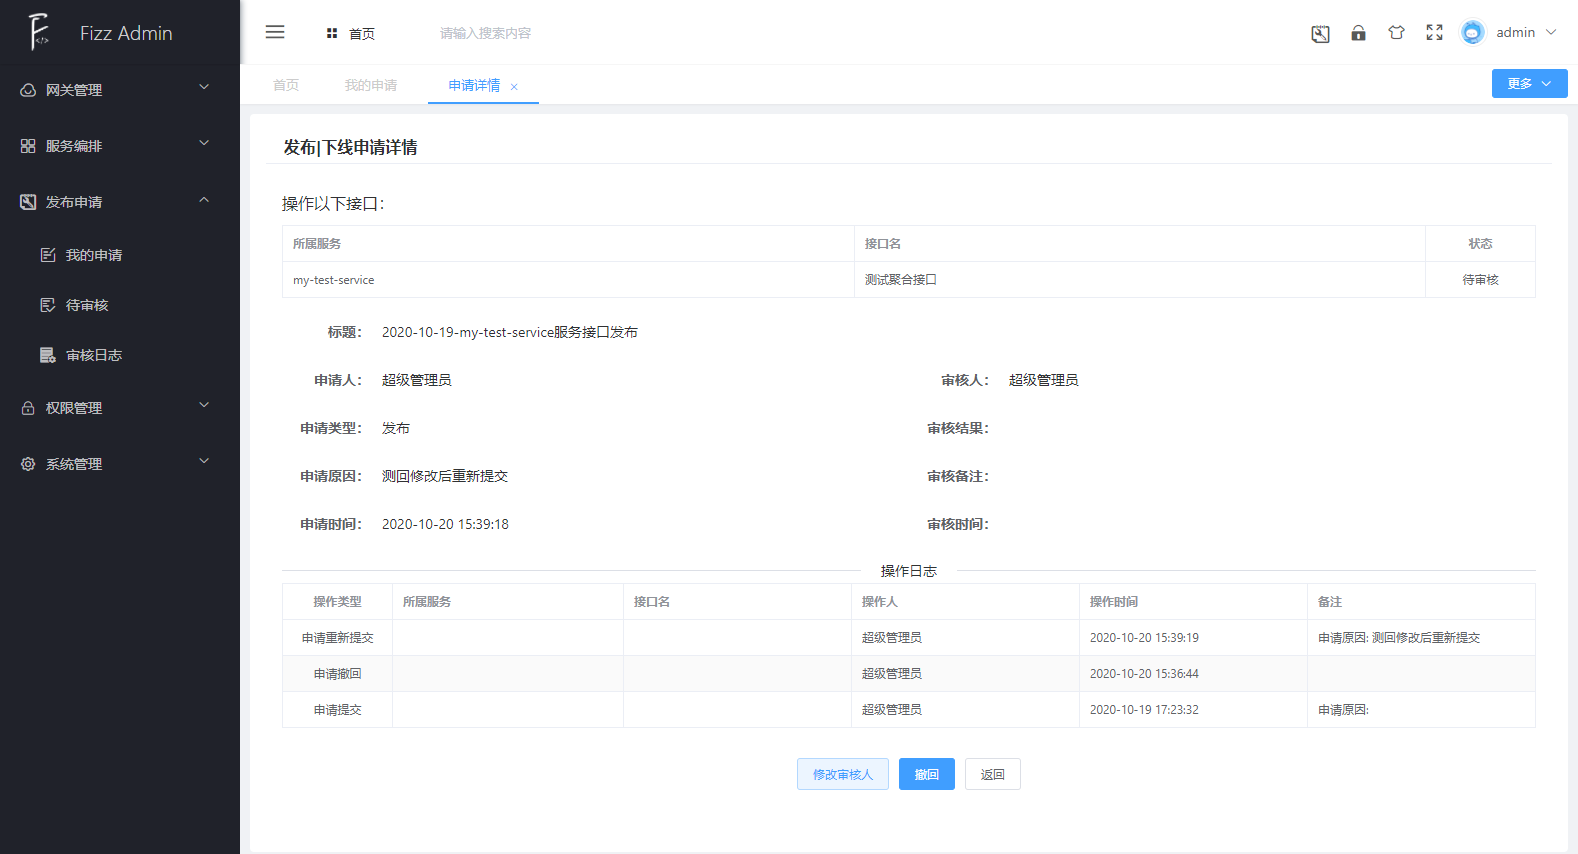 Fizz Admin
首页
请输入搜索内容
admin
网关管理
服务编排
发布申请
我的申请
待审核
审核日志
权限管理
系统管理
首页 我的申请 申请详情 ×
更多
发布|下线申请详情
操作以下接口：
所属服务 接口名 状态
my-test-service 测试聚合接口 待审核
标题： 2020-10-19-my-test-service服务接口发布
申请人： 超级管理员 审核人： 超级管理员
申请类型： 发布 审核结果：
申请原因： 测回修改后重新提交 审核备注：
申请时间： 2020-10-20 15:39:18 审核时间：
操作日志
操作类型 所属服务 接口名 操作人 操作时间 备注
申请重新提交 超级管理员 2020-10-20 15:39:19 申请原因: 测回修改后重新提交
申请撤回 超级管理员 2020-10-20 15:36:44
申请提交 超级管理员 2020-10-19 17:23:32 申请原因:
修改审核人 撤回 返回